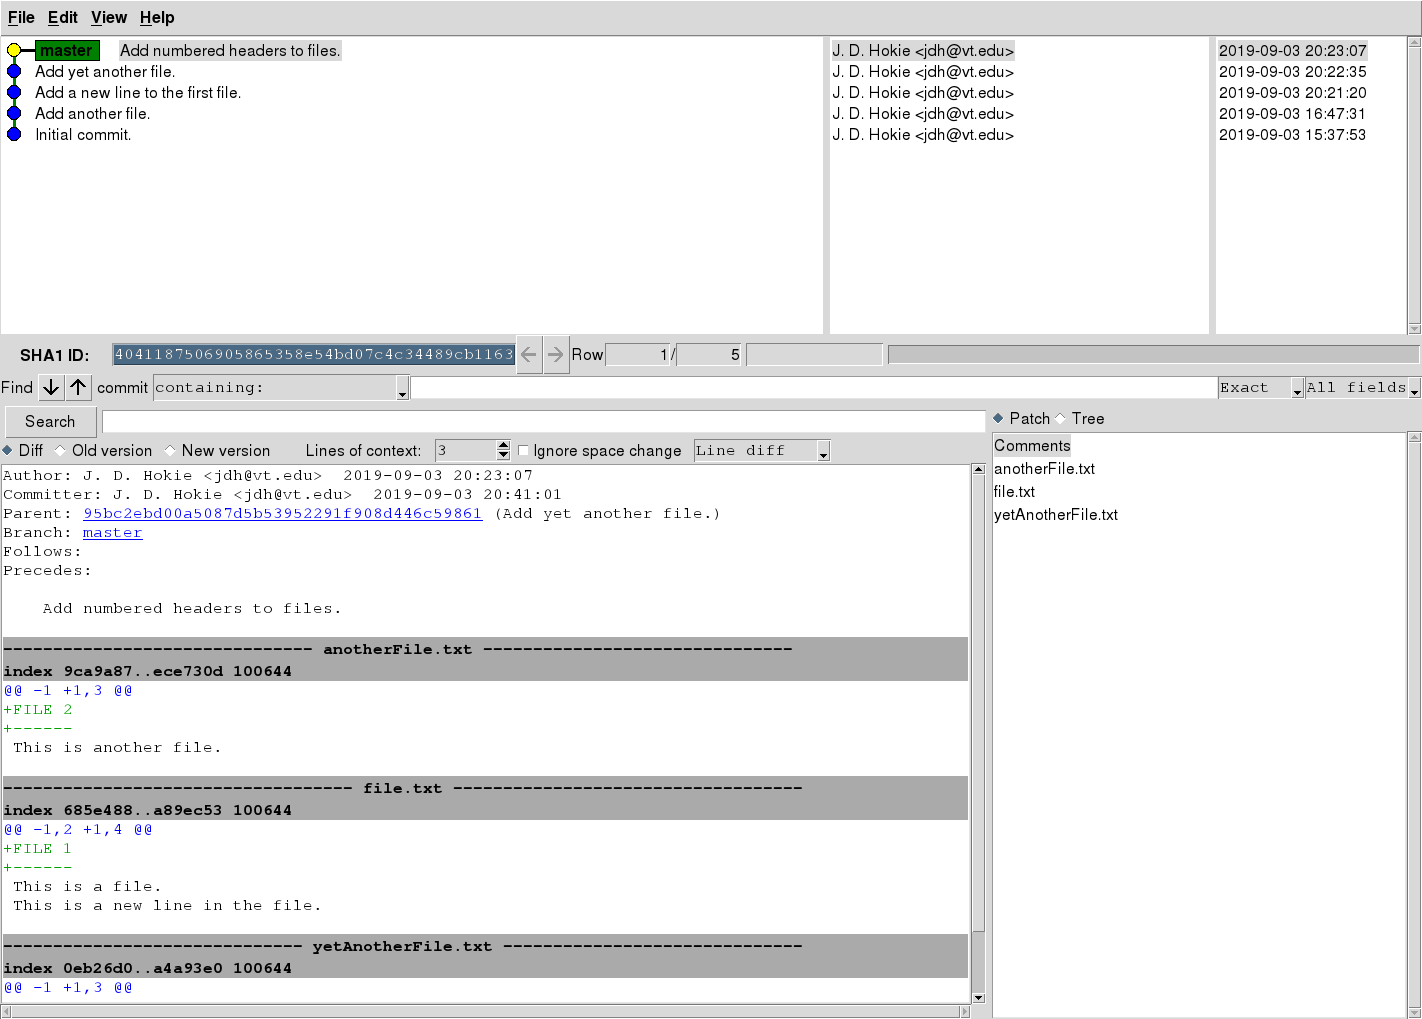 File Edit View Help
master Add numbered headers to files. J. D. Hokie <jdh@vt.edu> 2019-09-03 20:23:07
Add yet another file. J. D. Hokie <jdh@vt.edu> 2019-09-03 20:22:35
Add a new line to the first file. J. D. Hokie <jdh@vt.edu> 2019-09-03 20:21:20
Add another file. J. D. Hokie <jdh@vt.edu> 2019-09-03 16:47:31
Initial commit. J. D. Hokie <jdh@vt.edu> 2019-09-03 15:37:53
SHA1 ID: 4041187506905865358e54bd07c4c34489cb1163 ← → Row 1/ 5
Find ↓ ↑ commit containing: Exact All fields
Search
Patch Tree
Diff Old version New version Lines of context: 3 Ignore space change Line diff
Comments
anotherFile.txt
file.txt
yetAnotherFile.txt
Author: J. D. Hokie <jdh@vt.edu>  2019-09-03 20:23:07
Committer: J. D. Hokie <jdh@vt.edu>  2019-09-03 20:41:01
Parent: 95bc2ebd00a5087d5b53952291f908d446c59861 (Add yet another file.)
Branch: master
Follows:
Precedes:
Add numbered headers to files.
------------------------------- anotherFile.txt -------------------------------
index 9ca9a87..ece730d 100644
@@ -1 +1,3 @@
+FILE 2
+------
This is another file.
----------------------------------- file.txt -----------------------------------
index 685e488..a89ec53 100644
@@ -1,2 +1,4 @@
+FILE 1
+------
This is a file.
This is a new line in the file.
------------------------------ yetAnotherFile.txt ------------------------------
index 0eb26d0..a4a93e0 100644
@@ -1 +1,3 @@